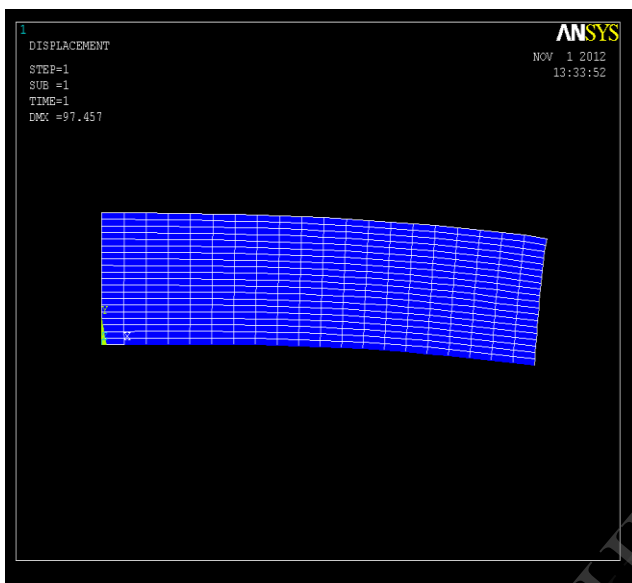 1
DISPLACEMENT
STEP=1
SUB =1
TIME=1
DMX =97.457
ANSYS
NOV 1 2012
13:33:52
Y
X